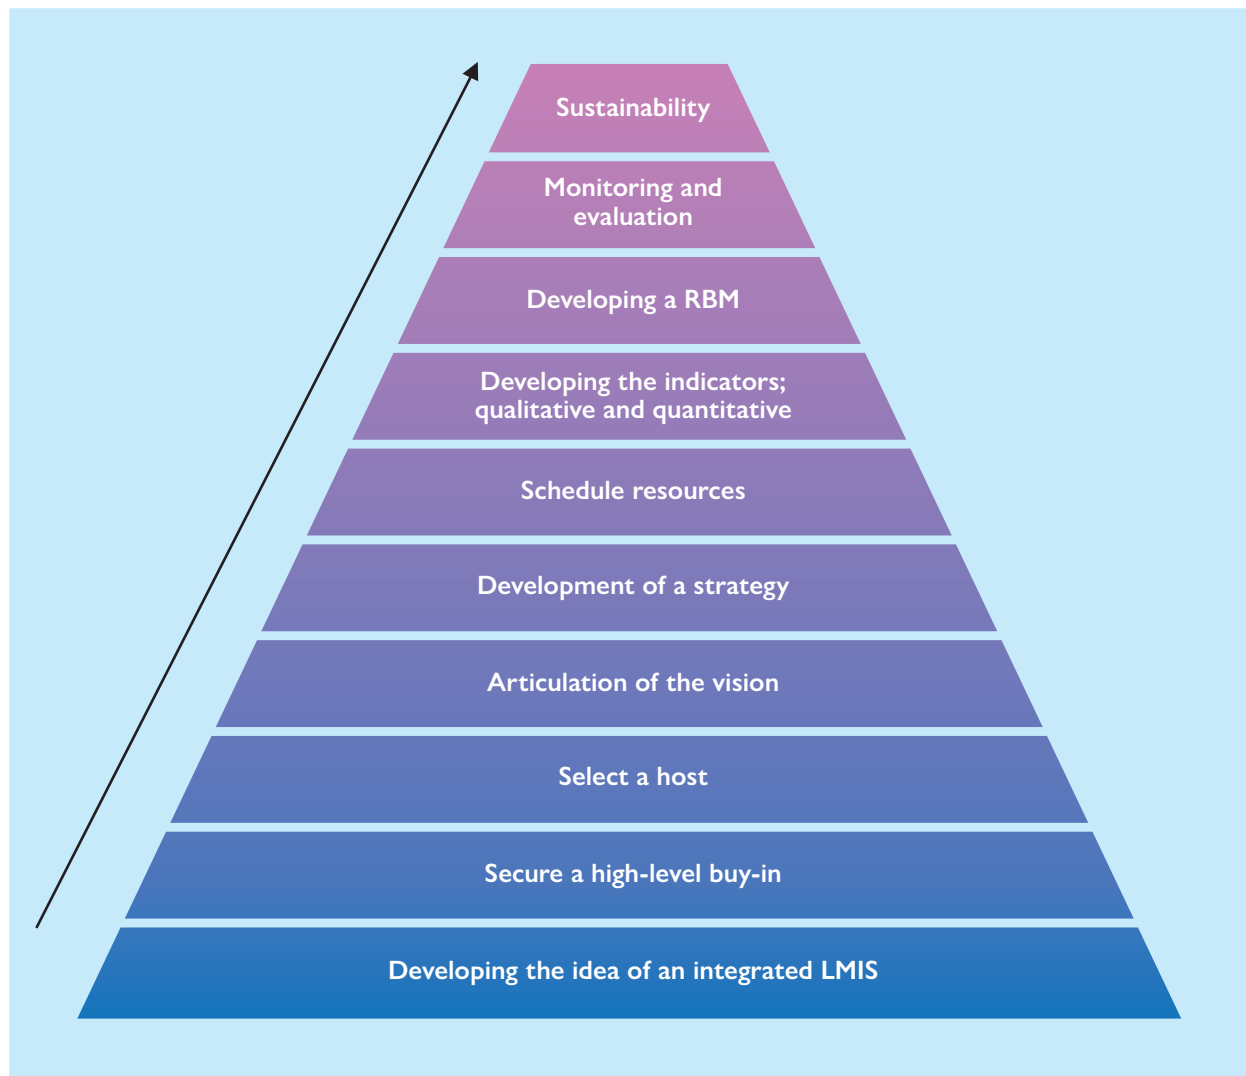 Sustainability
Monitoring and
evaluation
Developing a RBM
Developing the indicators;
qualitative and quantitative
Schedule resources
Development of a strategy
Articulation of the vision
Select a host
Secure a high-level buy-in
Developing the idea of an integrated LMIS